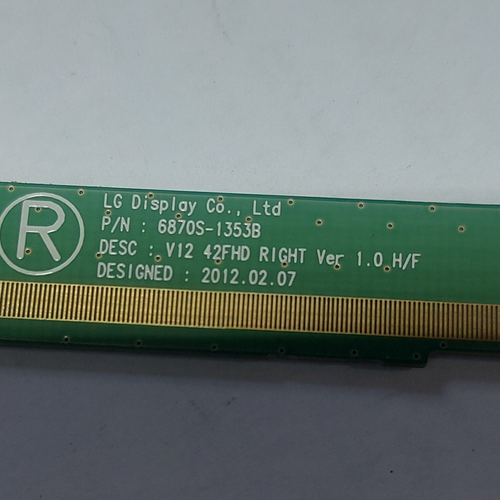 R
LG Display Co., Ltd
P/N : 6870S-1353B
DESC : V12 42FHD RIGHT Ver 1.0 H/F
DESIGNED : 2012.02.07